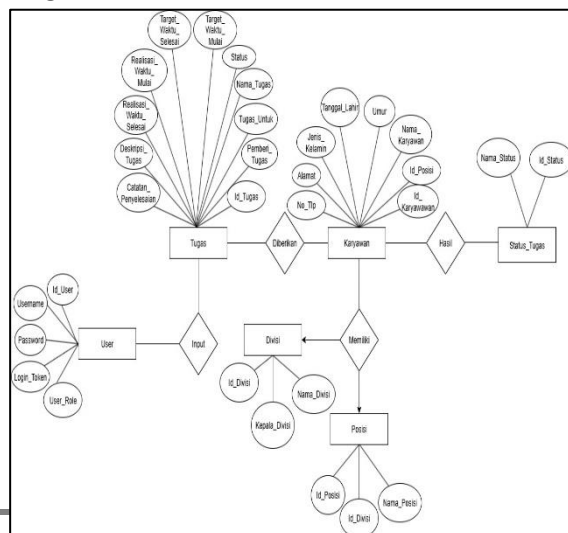 Target_
Waktu_
Selesai
Target_
Waktu_
Mulai
Realisasi_
Waktu_
Mulai
Status
Nama_Tugas
Realisasi_
Waktu_
Selesai
Tugas_Untuk
Deskripsi_
Tugas
Pemberi_
Tugas
Catatan_
Penyelesaian
Id_Tugas
Tanggal_Lahir
Umur
Jenis_
Kelamin
Nama_
Karyawan
Alamat
Id_Posisi
No_Tlp
Id_
Karyawawan
Nama_Status
Id_Status
Tugas
Diberikan
Karyawan
Hasil
Status_Tugas
Id_User
Username
Password
Login_Token
User_Role
User
Input
Divisi
Memiliki
Id_Divisi
Kepala_Divisi
Nama_Divisi
Posisi
Id_Posisi
Id_Divisi
Nama_Posisi